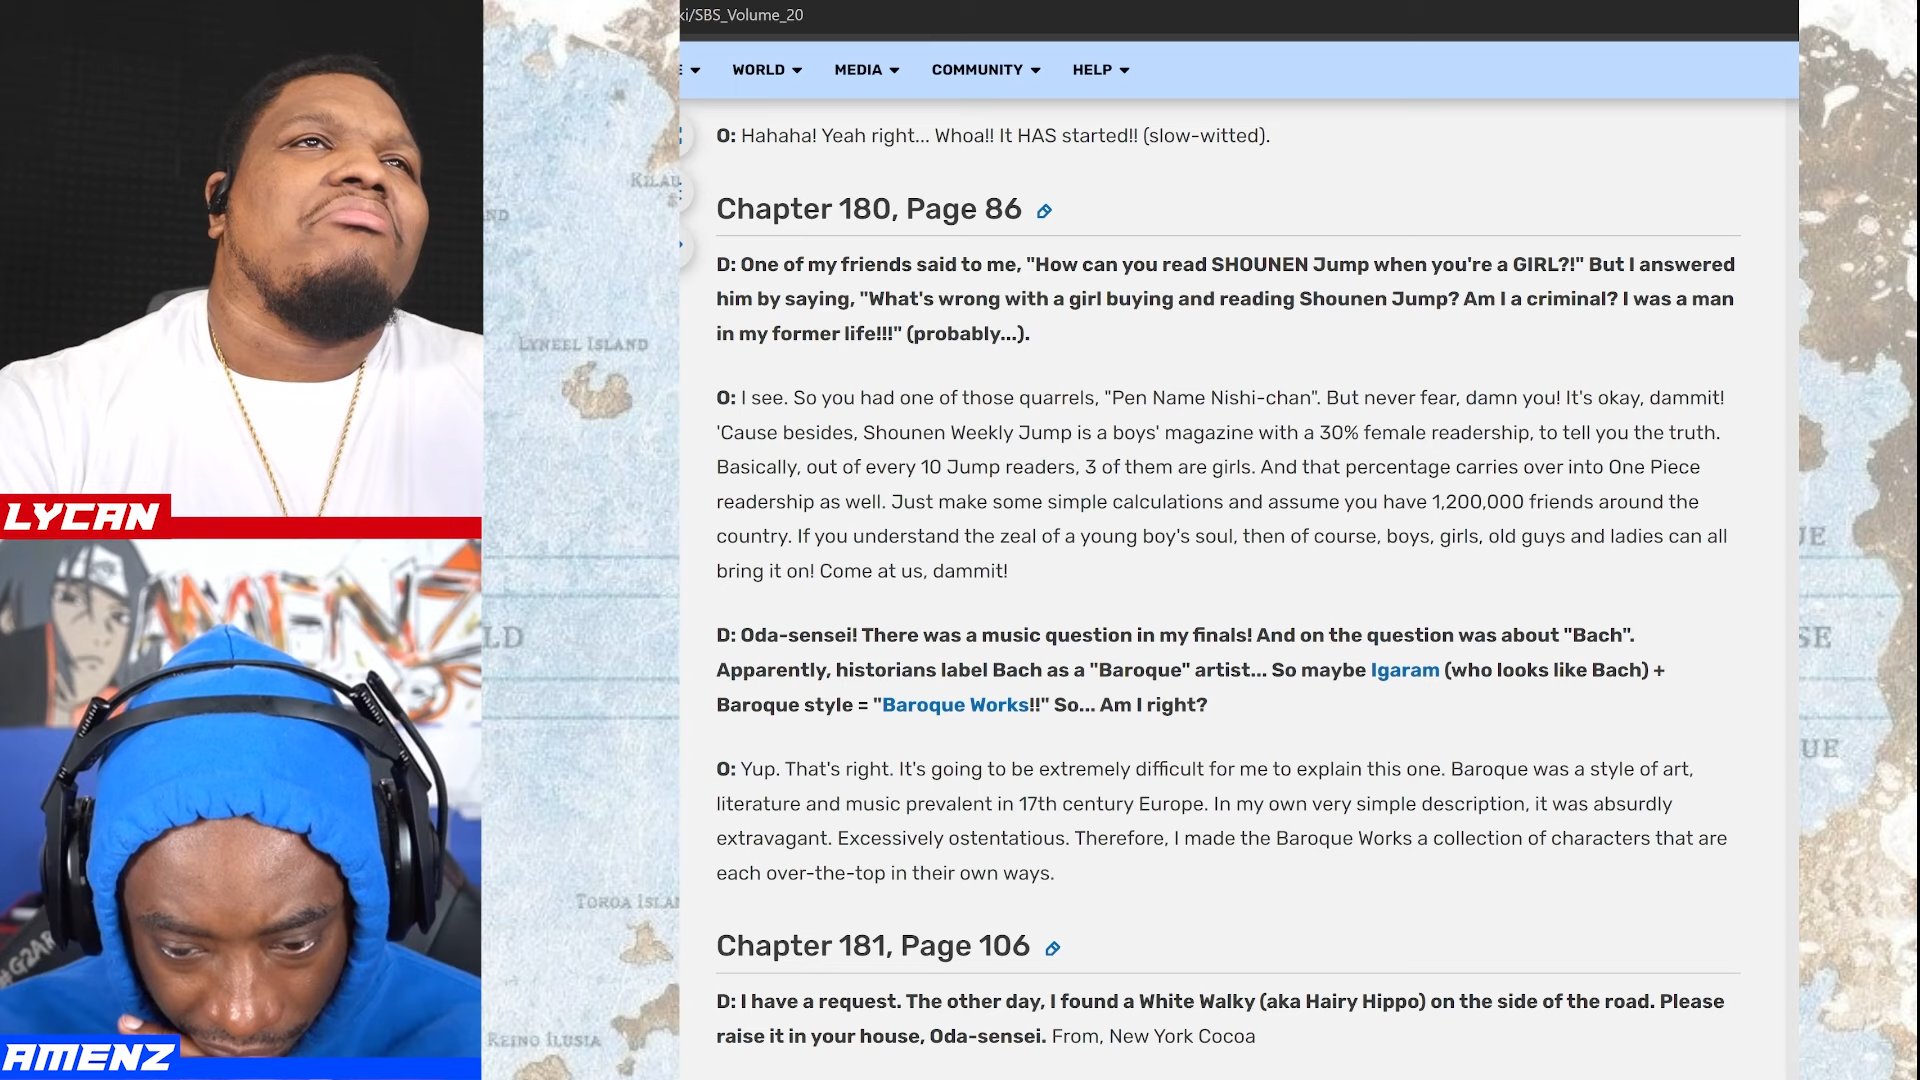 ki/SBS_Volume_20
WORLD
MEDIA
COMMUNITY
HELP
O: Hahaha! Yeah right... Whoa!! It HAS started!! (slow-witted).
Chapter 180, Page 86
D: One of my friends said to me, "How can you read SHOUNEN Jump when you're a GIRL?!" But I answered
him by saying, "What's wrong with a girl buying and reading Shounen Jump? Am I a criminal? I was a man
in my former life!!!" (probably...).
O: I see. So you had one of those quarrels, "Pen Name Nishi-chan". But never fear, damn you! It's okay, dammit!
'Cause besides, Shounen Weekly Jump is a boys' magazine with a 30% female readership, to tell you the truth.
Basically, out of every 10 Jump readers, 3 of them are girls. And that percentage carries over into One Piece
readership as well. Just make some simple calculations and assume you have 1,200,000 friends around the
country. If you understand the zeal of a young boy's soul, then of course, boys, girls, old guys and ladies can all
bring it on! Come at us, dammit!
D: Oda-sensei! There was a music question in my finals! And on the question was about "Bach".
Apparently, historians label Bach as a "Baroque" artist... So maybe Igaram (who looks like Bach) +
Baroque style = "Baroque Works!!" So... Am I right?
O: Yup. That's right. It's going to be extremely difficult for me to explain this one. Baroque was a style of art,
literature and music prevalent in 17th century Europe. In my own very simple description, it was absurdly
extravagant. Excessively ostentatious. Therefore, I made the Baroque Works a collection of characters that are
each over-the-top in their own ways.
Chapter 181, Page 106
D: I have a request. The other day, I found a White Walky (aka Hairy Hippo) on the side of the road. Please
raise it in your house, Oda-sensei. From, New York Cocoa
LYCAN
AMENZ
AMENZ
KILAU
ND
LYNEEL ISLAND
LD
TOROA ISLA
REINO ILUSIA
UE
SE
UE